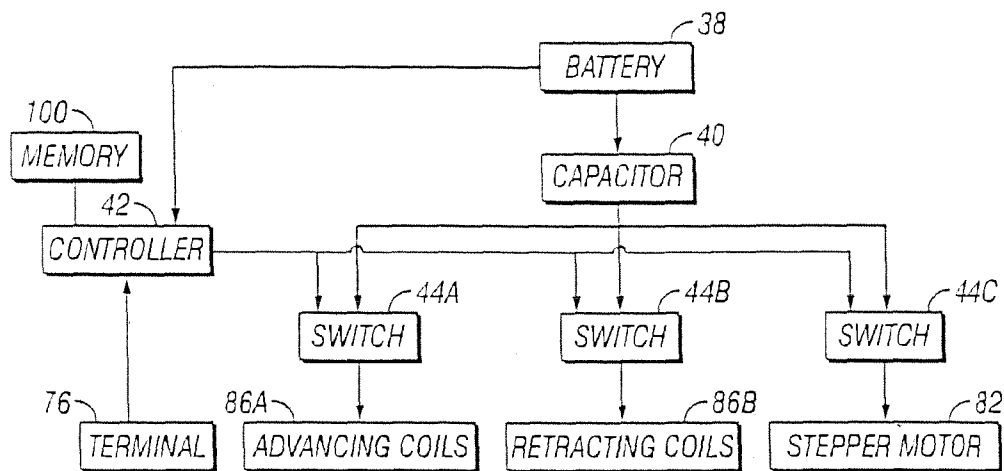 38
BATTERY
100
MEMORY
40
CAPACITOR
42
CONTROLLER
44A
SWITCH
44B
SWITCH
44C
SWITCH
76
TERMINAL
86A
ADVANCING COILS
86B
RETRACTING COILS
82
STEPPER MOTOR